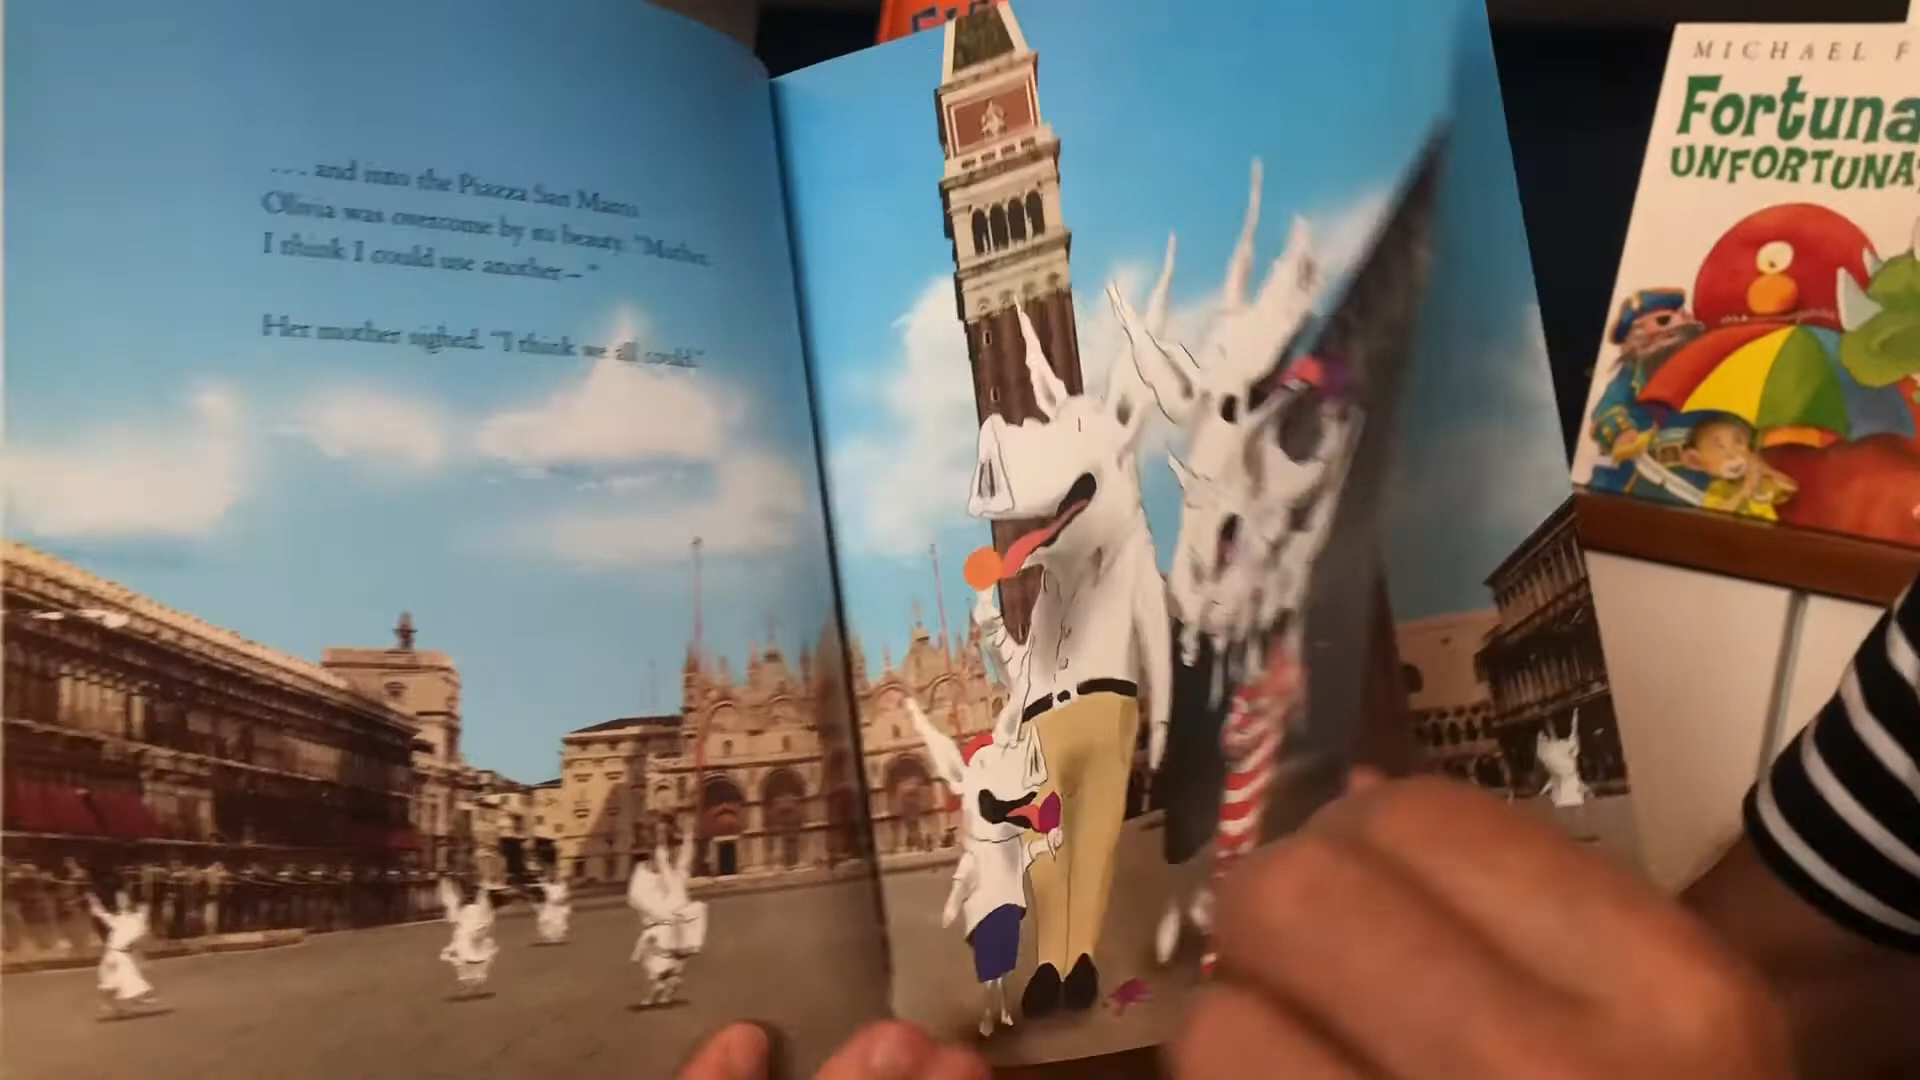 . . . and into the Piazza San Marco.
Olivia was overcome by its beauty. "Mother,
I think I could use another – "
Her mother sighed. "I think we all could."
MICHAEL F
Fortuna
UNFORTUNA